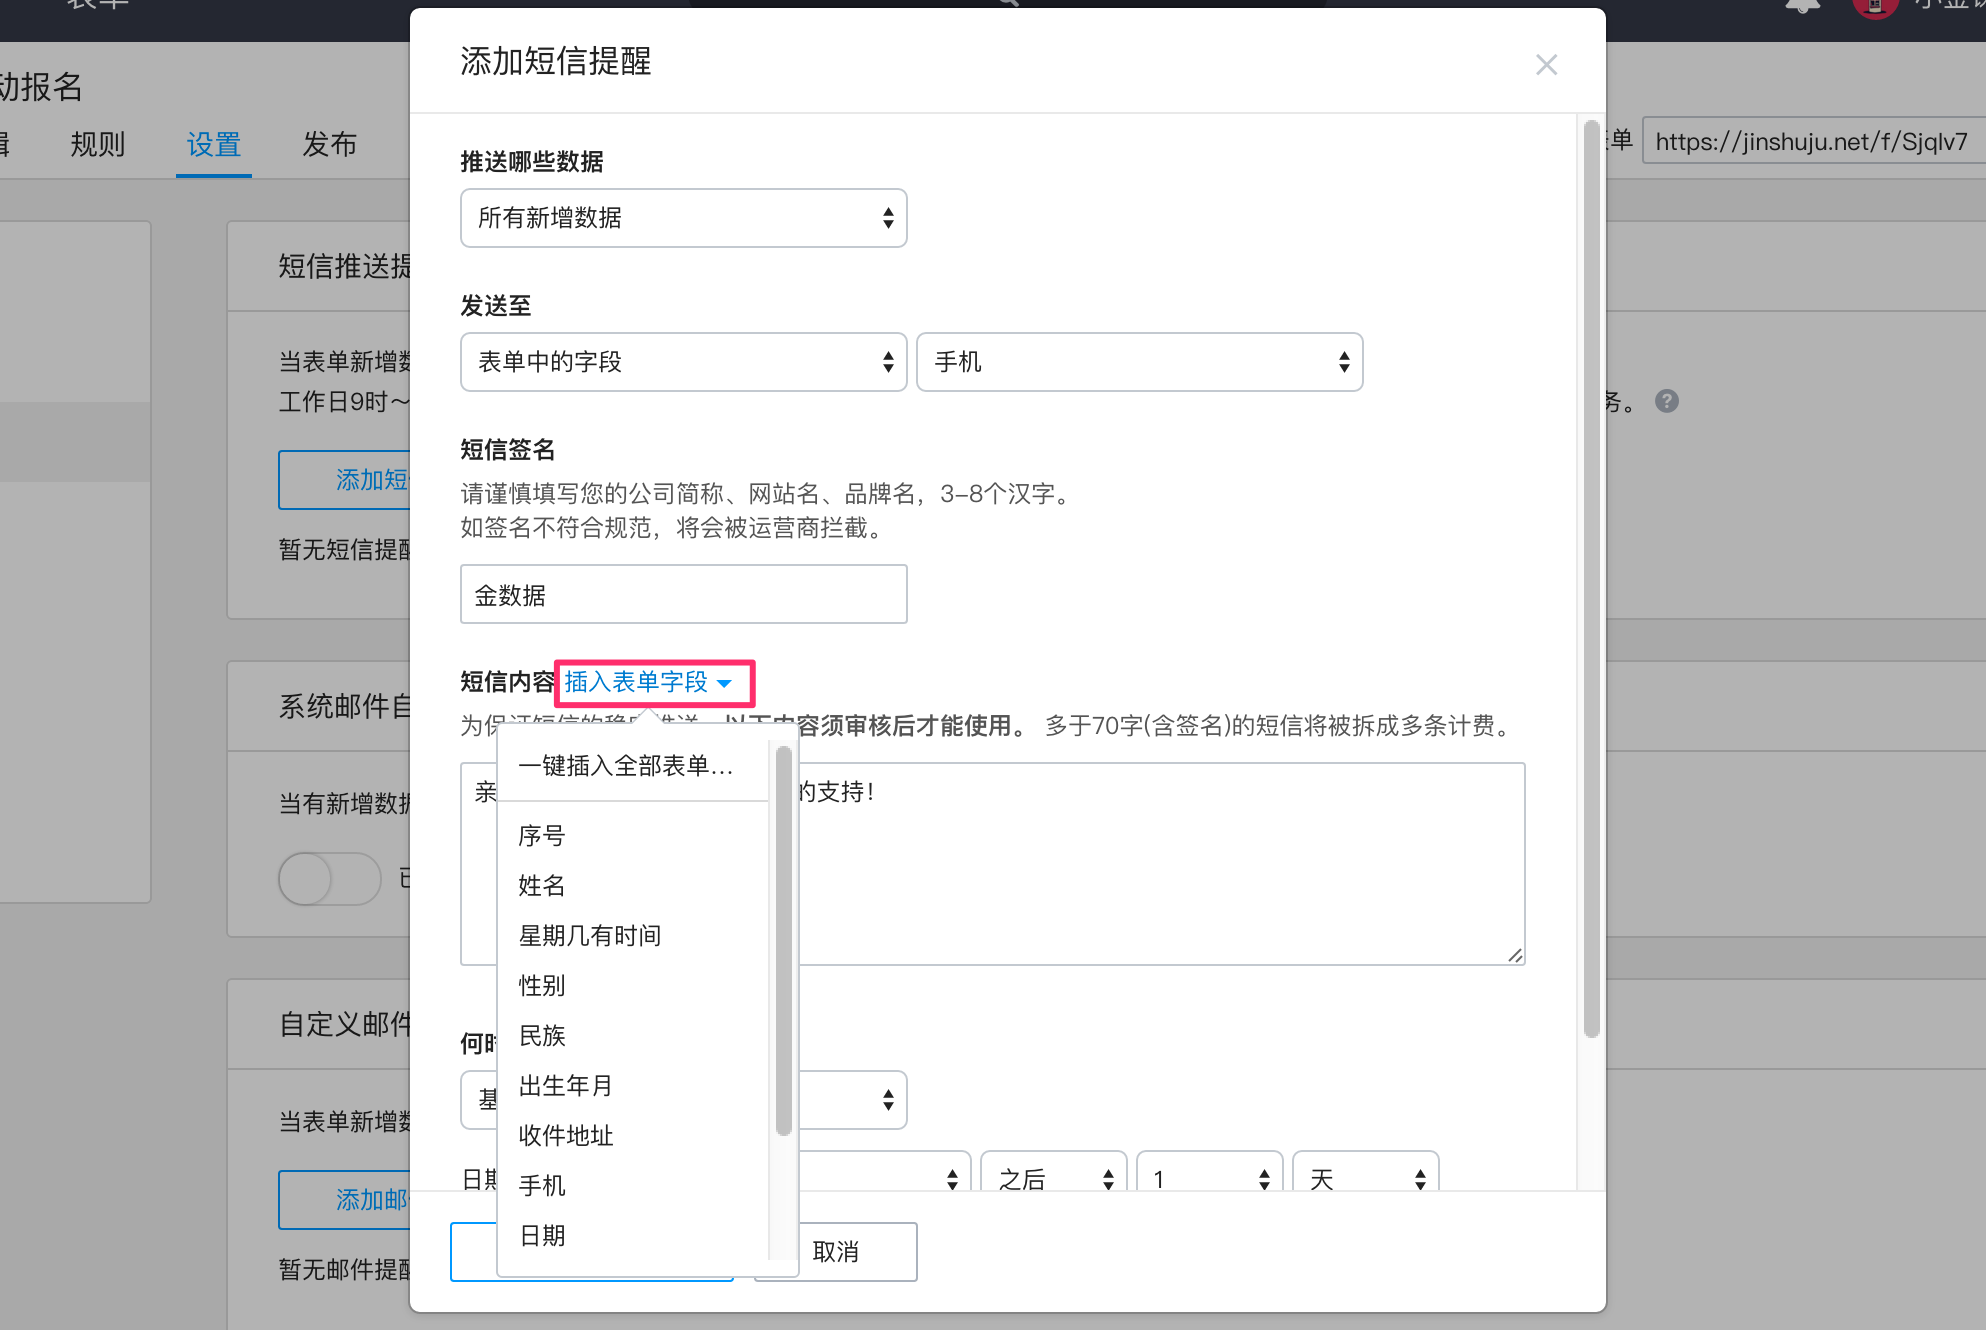 表单
添加短信提醒
动报名
规则
设置
发布
单
https://jinshuju.net/f/Sjqlv7
推送哪些数据
所有新增数据
发送至
表单中的字段
手机
短信签名
请谨慎填写您的公司简称、网站名、品牌名，3-8个汉字。
如签名不符合规范，将会被运营商拦截。
金数据
短信内容
插入表单字段
以下内容须审核后才能使用。 多于70字(含签名)的短信将被拆成多条计费。
一键插入全部表单...
亲
的支持！
序号
姓名
星期几有时间
性别
民族
出生年月
收件地址
手机
日期
何时
基
日期
之后
1
天
取消
短信推送提
当表单新增数
工作日9时～
务。
添加短
暂无短信提醒
系统邮件自
当有新增数据
已
自定义邮件
当表单新增数
添加邮
暂无邮件提醒